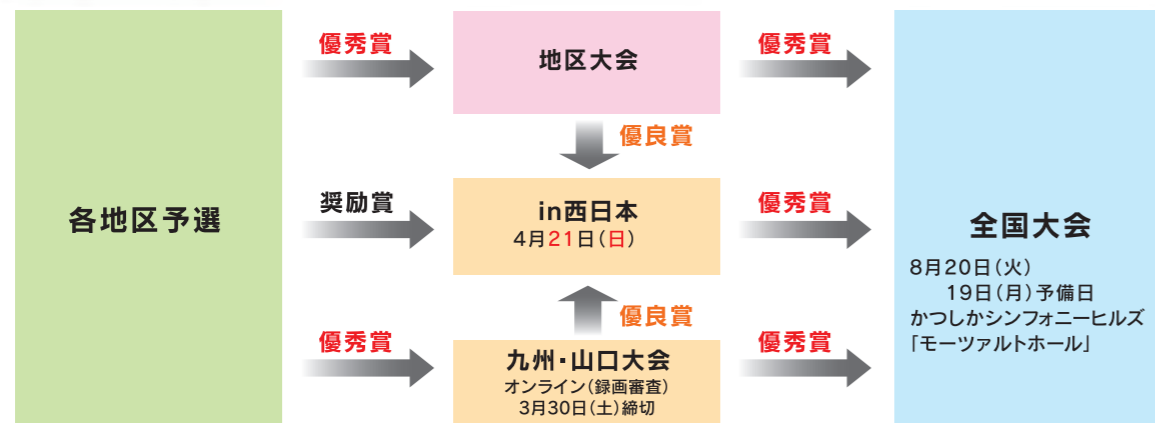 各地区予選
優秀賞
地区大会
優秀賞
優良賞
奨励賞
in西日本
4月21日(日)
優秀賞
優良賞
優秀賞
九州・山口大会
オンライン(録画審査)
3月30日(土)締切
優秀賞
全国大会
8月20日(火)
19日(月)予備日
かつしかシンフォニーヒルズ
「モーツァルトホール」